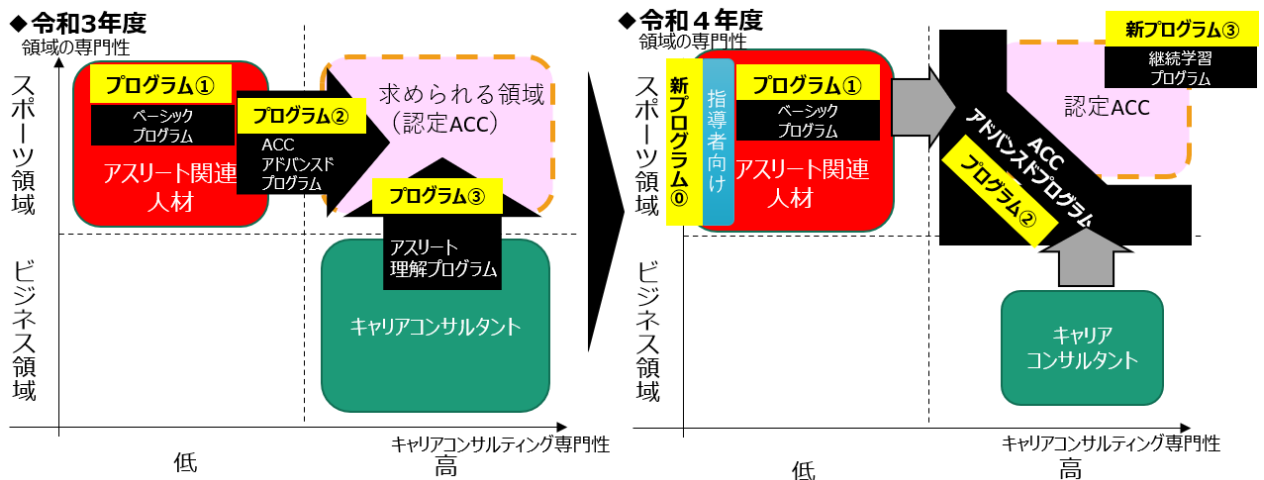 ◆令和3年度
領域の専門性
スポーツ領域
ビジネス領域
プログラム①
ベーシック
プログラム
アスリート関連
人材
プログラム②
ACC
アドバンスド
プログラム
求められる領域
（認定ACC）
プログラム③
アスリート
理解プログラム
キャリアコンサルタント
キャリアコンサルティング専門性
低
高
◆令和４年度
領域の専門性
スポーツ領域
ビジネス領域
新プログラム⓪
指導者向け
プログラム①
ベーシック
プログラム
アスリート関連
人材
ACC
アドバンスドプログラム
プログラム②
新プログラム③
継続学習
プログラム
認定ACC
キャリア
コンサルタント
キャリアコンサルティング専門性
低
高